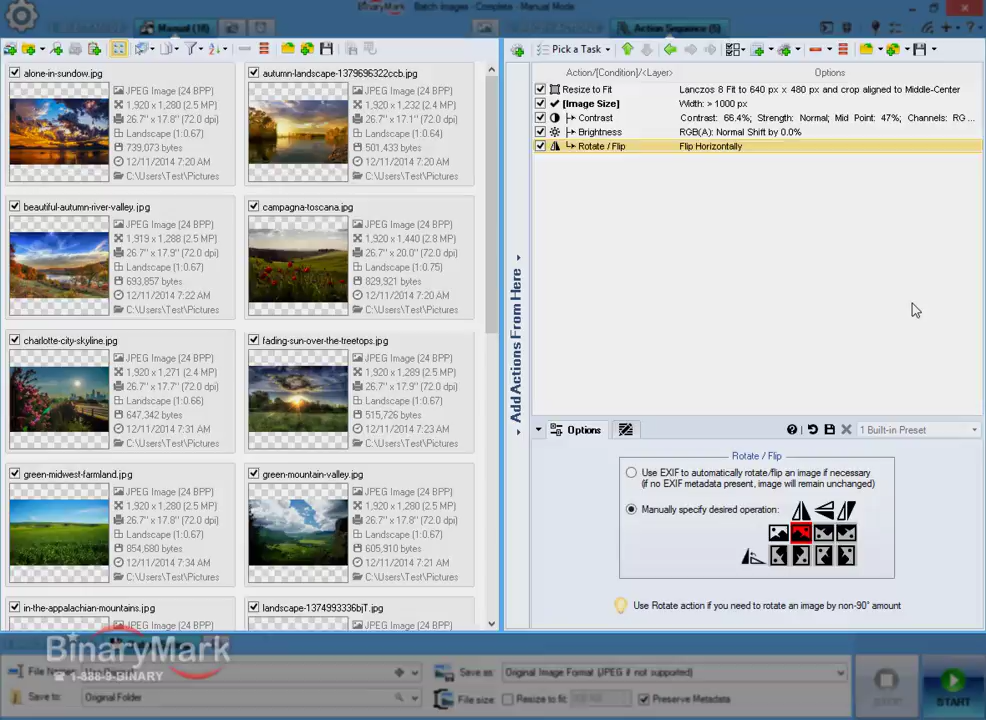 BinaryMark Batch Images - Complete - Manual Mode
Manual (16)
Action Sequence (5)
Pick a Task
alone-in-sundow.jpg
JPEG Image (24 BPP)
1,920 x 1,280 (2.5 MP)
26.7" x 17.8" (72.0 dpi)
Landscape (1:0.67)
739,073 bytes
12/11/2014 7:20 AM
C:\Users\Test\Pictures
autumn-landscape-1379696322ccb.jpg
JPEG Image (24 BPP)
1,920 x 1,232 (2.4 MP)
26.7" x 17.1" (72.0 dpi)
Landscape (1:0.64)
501,433 bytes
12/11/2014 7:20 AM
C:\Users\Test\Pictures
beautiful-autumn-river-valley.jpg
JPEG Image (24 BPP)
1,919 x 1,288 (2.5 MP)
26.7" x 17.9" (72.0 dpi)
Landscape (1:0.67)
693,857 bytes
12/11/2014 7:22 AM
C:\Users\Test\Pictures
campagna-toscana.jpg
JPEG Image (24 BPP)
1,920 x 1,440 (2.8 MP)
26.7" x 20.0" (72.0 dpi)
Landscape (1:0.75)
829,921 bytes
12/11/2014 7:20 AM
C:\Users\Test\Pictures
charlotte-city-skyline.jpg
JPEG Image (24 BPP)
1,920 x 1,271 (2.4 MP)
26.7" x 17.7" (72.0 dpi)
Landscape (1:0.66)
647,342 bytes
12/11/2014 7:31 AM
C:\Users\Test\Pictures
fading-sun-over-the-treetops.jpg
JPEG Image (24 BPP)
1,920 x 1,289 (2.5 MP)
26.7" x 17.9" (72.0 dpi)
Landscape (1:0.67)
515,726 bytes
12/11/2014 7:23 AM
C:\Users\Test\Pictures
green-midwest-farmland.jpg
JPEG Image (24 BPP)
1,920 x 1,280 (2.5 MP)
26.7" x 17.8" (72.0 dpi)
Landscape (1:0.67)
854,680 bytes
12/11/2014 7:34 AM
C:\Users\Test\Pictures
green-mountain-valley.jpg
JPEG Image (24 BPP)
1,920 x 1,280 (2.5 MP)
26.7" x 17.8" (72.0 dpi)
Landscape (1:0.67)
605,910 bytes
12/11/2014 7:21 AM
C:\Users\Test\Pictures
in-the-appalachian-mountains.jpg
JPEG Image (24 BPP)
landscape-1374993336bjT.jpg
JPEG Image (24 BPP)
Add Actions From Here
Action/[Condition]/<Layer> Options
Resize to Fit Lanczos 8 Fit to 640 px x 480 px and crop aligned to Middle-Center
[Image Size] Width: > 1000 px
Contrast Contrast: 66.4%; Strength: Normal; Mid Point: 47%; Channels: RG ...
Brightness RGB(A): Normal Shift by 0.0%
Rotate / Flip Flip Horizontally
Options
1 Built-in Preset
Rotate / Flip
Use EXIF to automatically rotate/flip an image if necessary
(if no EXIF metadata present, image will remain unchanged)
Manually specify desired operation:
Use Rotate action if you need to rotate an image by non-90° amount
BinaryMark
1-888-9-BINARY
File Name:
Save to: Original Folder
Save as: Original Image Format (JPEG if not supported)
File size: Resize to fit: Preserve Metadata
START